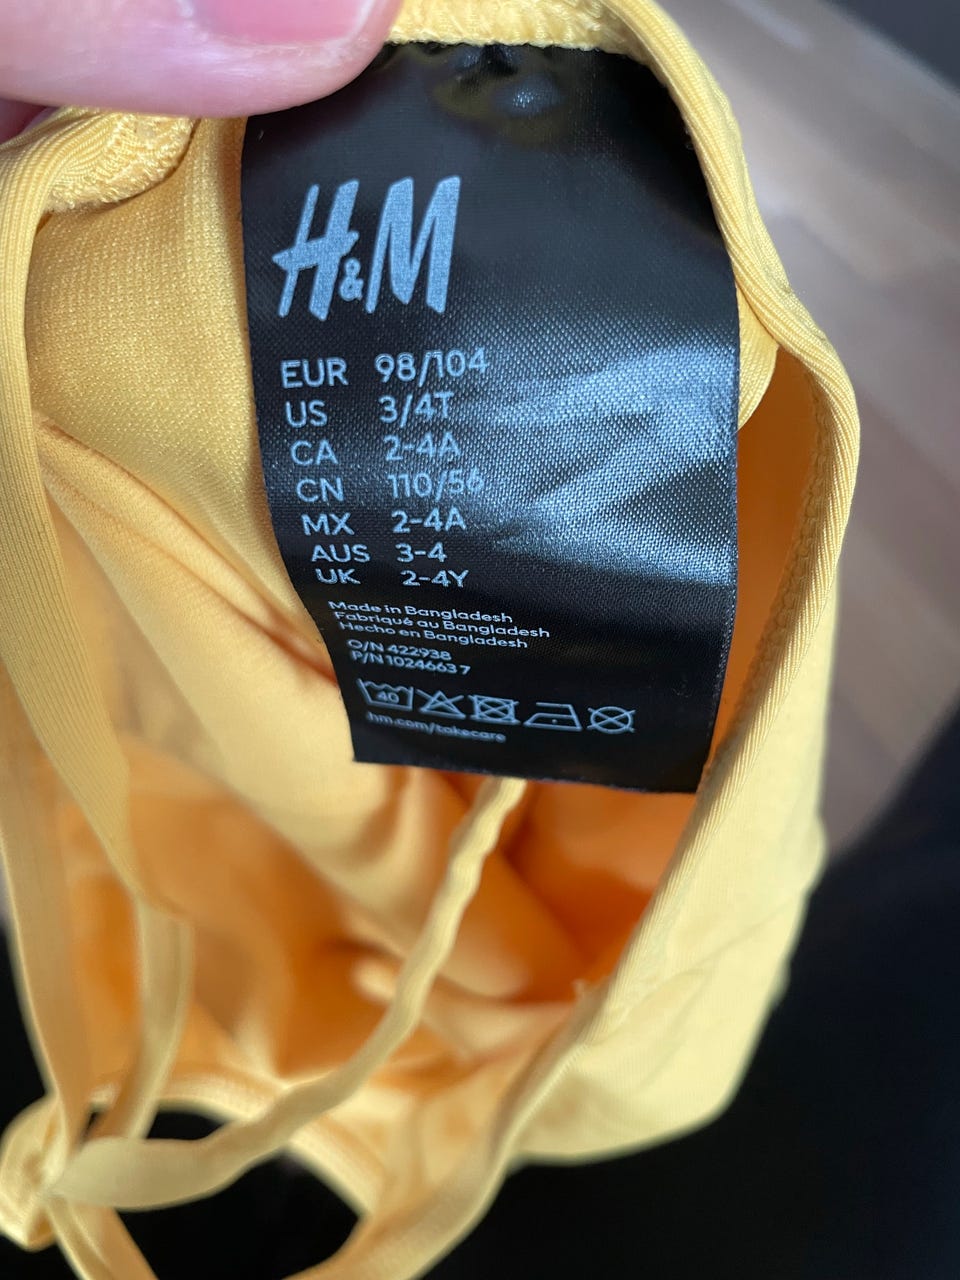 H&M
EUR 98/104
US 3/4T
CA 2-4A
CN 110/56
MX 2-4A
AUS 3-4
UK 2-4Y
Made in Bangladesh
Fabriqué au Bangladesh
Hecho en Bangladesh
O/N 422938
P/N 10246637
40
hm.com/takecare